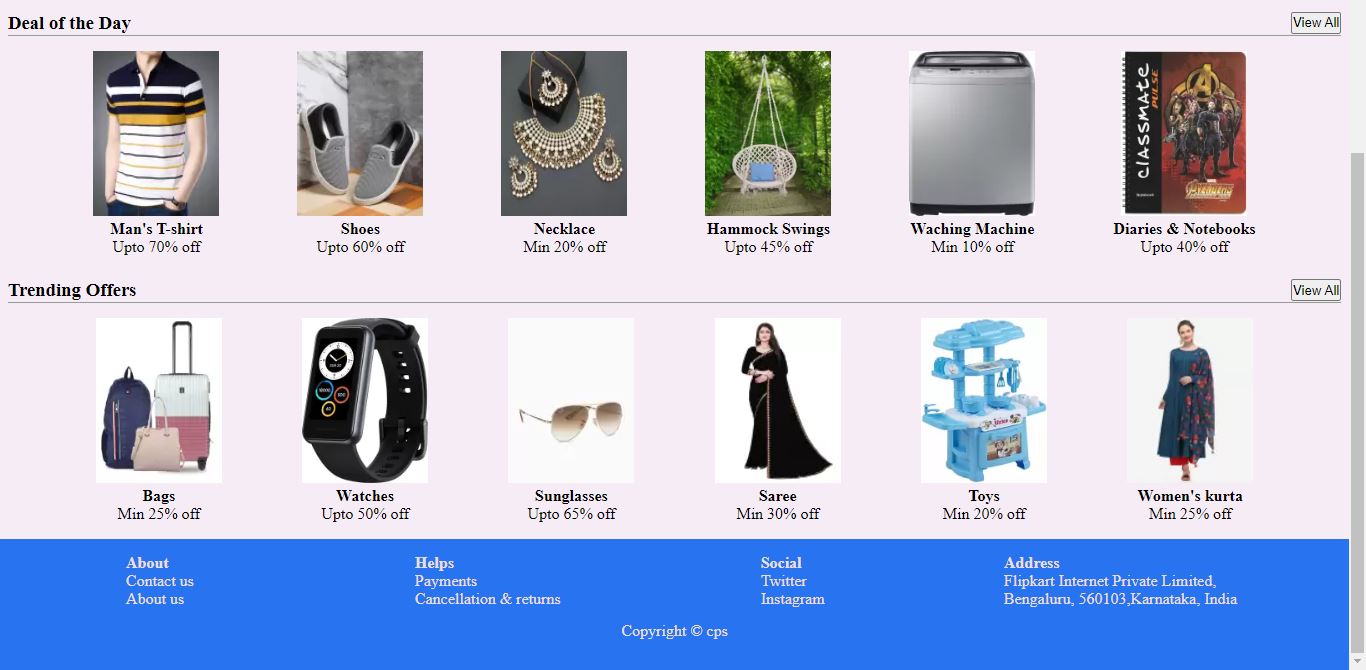 Deal of the Day
View All
CLASSMATE
PULSE
MARVEL
AVENGERS
Man's T-shirt
Upto 70% off
Shoes
Upto 60% off
Necklace
Min 20% off
Hammock Swings
Upto 45% off
Waching Machine
Min 10% off
Diaries & Notebooks
Upto 40% off
Trending Offers
View All
Bags
Min 25% off
Watches
Upto 50% off
Sunglasses
Upto 65% off
Saree
Min 30% off
Toys
Min 20% off
Women's kurta
Min 25% off
About
Contact us
About us
Helps
Payments
Cancellation & returns
Social
Twitter
Instagram
Address
Flipkart Internet Private Limited,
Bengaluru, 560103,Karnataka, India
Copyright © cps